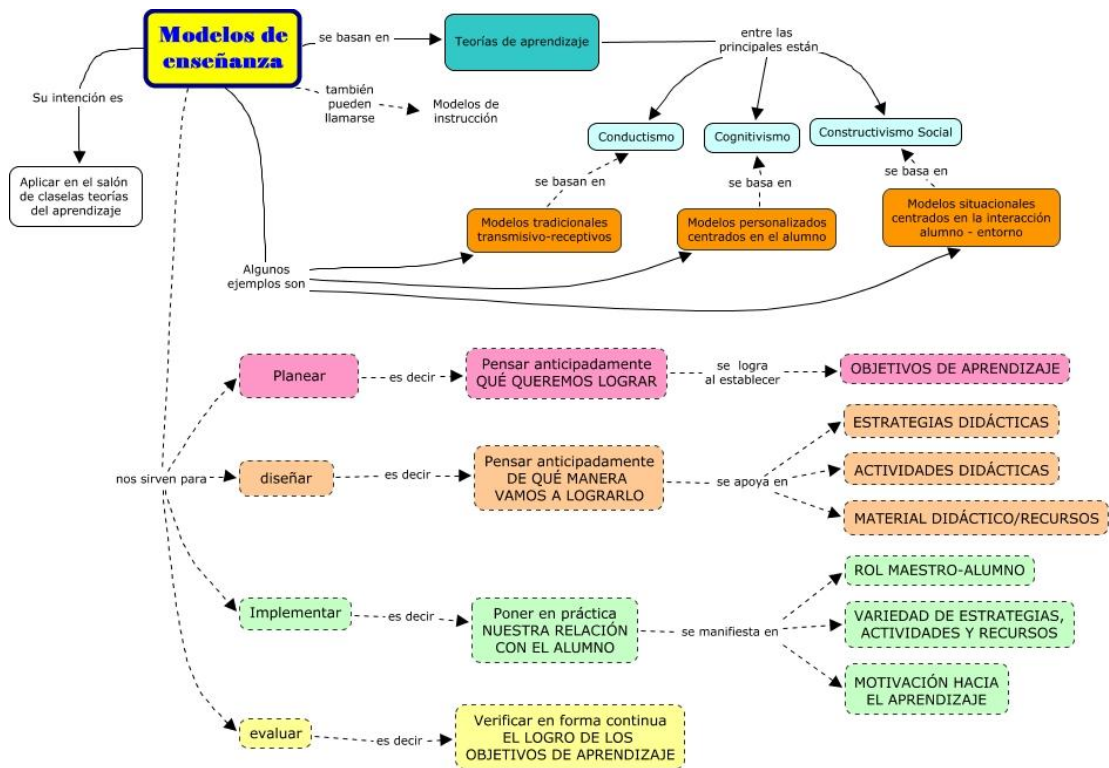 Modelos de
enseñanza
se basan en
Teorías de aprendizaje
entre las
principales están
Su intención es
también
pueden
llamarse
Modelos de
instrucción
Conductismo
Cognitivismo
Constructivismo Social
Aplicar en el salón
de claselas teorías
del aprendizaje
se basan en
se basa en
se basa en
Modelos tradicionales
transmisivo-receptivos
Modelos personalizados
centrados en el alumno
Modelos situacionales
centrados en la interacción
alumno - entorno
Algunos
ejemplos son
nos sirven para
Planear
es decir
Pensar anticipadamente
QUÉ QUEREMOS LOGRAR
se logra
al establecer
OBJETIVOS DE APRENDIZAJE
diseñar
es decir
Pensar anticipadamente
DE QUÉ MANERA
VAMOS A LOGRARLO
se apoya en
ESTRATEGIAS DIDÁCTICAS
ACTIVIDADES DIDÁCTICAS
MATERIAL DIDÁCTICO/RECURSOS
Implementar
es decir
Poner en práctica
NUESTRA RELACIÓN
CON EL ALUMNO
se manifiesta en
ROL MAESTRO-ALUMNO
VARIEDAD DE ESTRATEGIAS,
ACTIVIDADES Y RECURSOS
MOTIVACIÓN HACIA
EL APRENDIZAJE
evaluar
es decir
Verificar en forma continua
EL LOGRO DE LOS
OBJETIVOS DE APRENDIZAJE